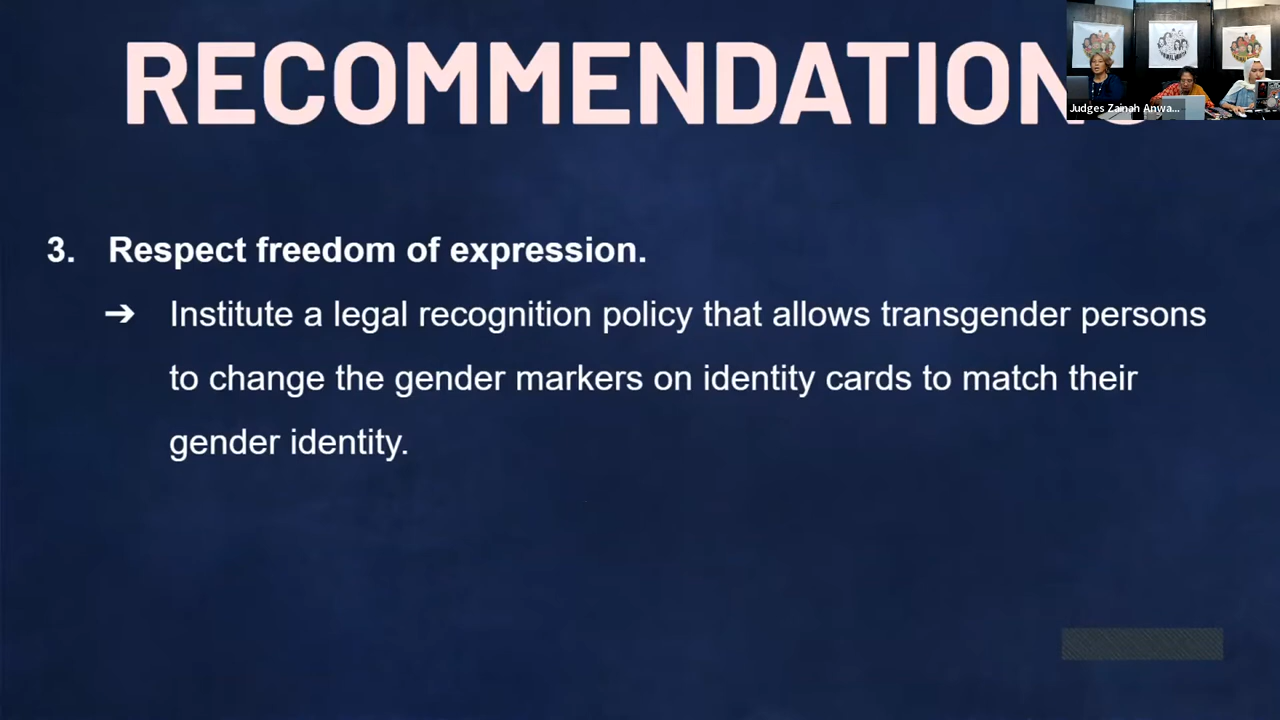 RECOMMENDATIONS
Judges Zainah Anwa...
3. Respect freedom of expression.
➔ Institute a legal recognition policy that allows transgender persons
to change the gender markers on identity cards to match their
gender identity.